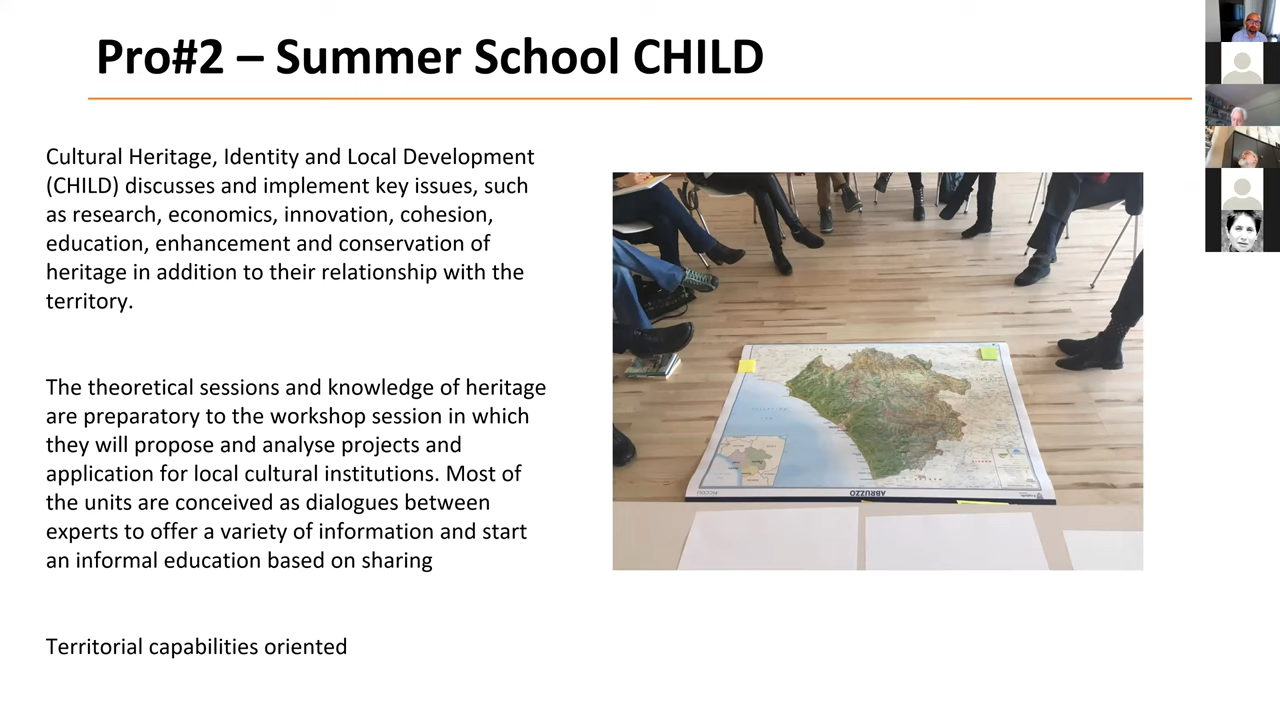 Pro#2 – Summer School CHILD
Cultural Heritage, Identity and Local Development
(CHILD) discusses and implement key issues, such
as research, economics, innovation, cohesion,
education, enhancement and conservation of
heritage in addition to their relationship with the
territory.
The theoretical sessions and knowledge of heritage
are preparatory to the workshop session in which
they will propose and analyse projects and
application for local cultural institutions. Most of
the units are conceived as dialogues between
experts to offer a variety of information and start
an informal education based on sharing
Territorial capabilities oriented
ABRUZZO